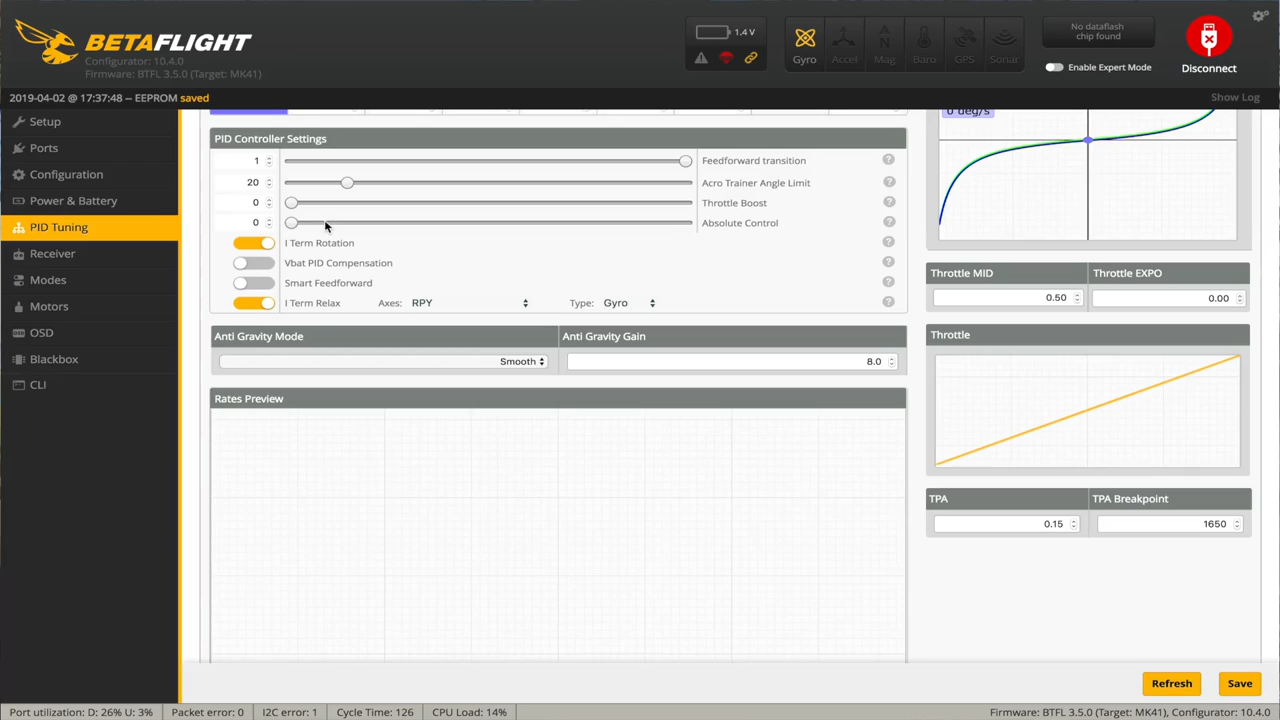 BETAFLIGHT
Configurator: 10.4.0
Firmware: BTFL 3.5.0 (Target: MK41)
1.4 V
Gyro Accel Mag Baro GPS Sonar
No dataflash
chip found
Enable Expert Mode
Disconnect
2019-04-02 @ 17:37:48 -- EEPROM saved
Show Log
Setup
Ports
Configuration
Power & Battery
PID Tuning
Receiver
Modes
Motors
OSD
Blackbox
CLI
PID Controller Settings
1 Feedforward transition ?
20 Acro Trainer Angle Limit ?
0 Throttle Boost ?
0 Absolute Control ?
I Term Rotation ?
Vbat PID Compensation ?
Smart Feedforward ?
I Term Relax Axes: RPY Type: Gyro ?
Anti Gravity Mode Anti Gravity Gain
Smooth 8.0
Rates Preview
0 deg/s
Throttle MID Throttle EXPO
0.50 0.00
Throttle
TPA TPA Breakpoint
0.15 1650
Refresh Save
Port utilization: D: 26% U: 3% Packet error: 0 I2C error: 1 Cycle Time: 126 CPU Load: 14% Firmware: BTFL 3.5.0 (Target: MK41), Configurator: 10.4.0